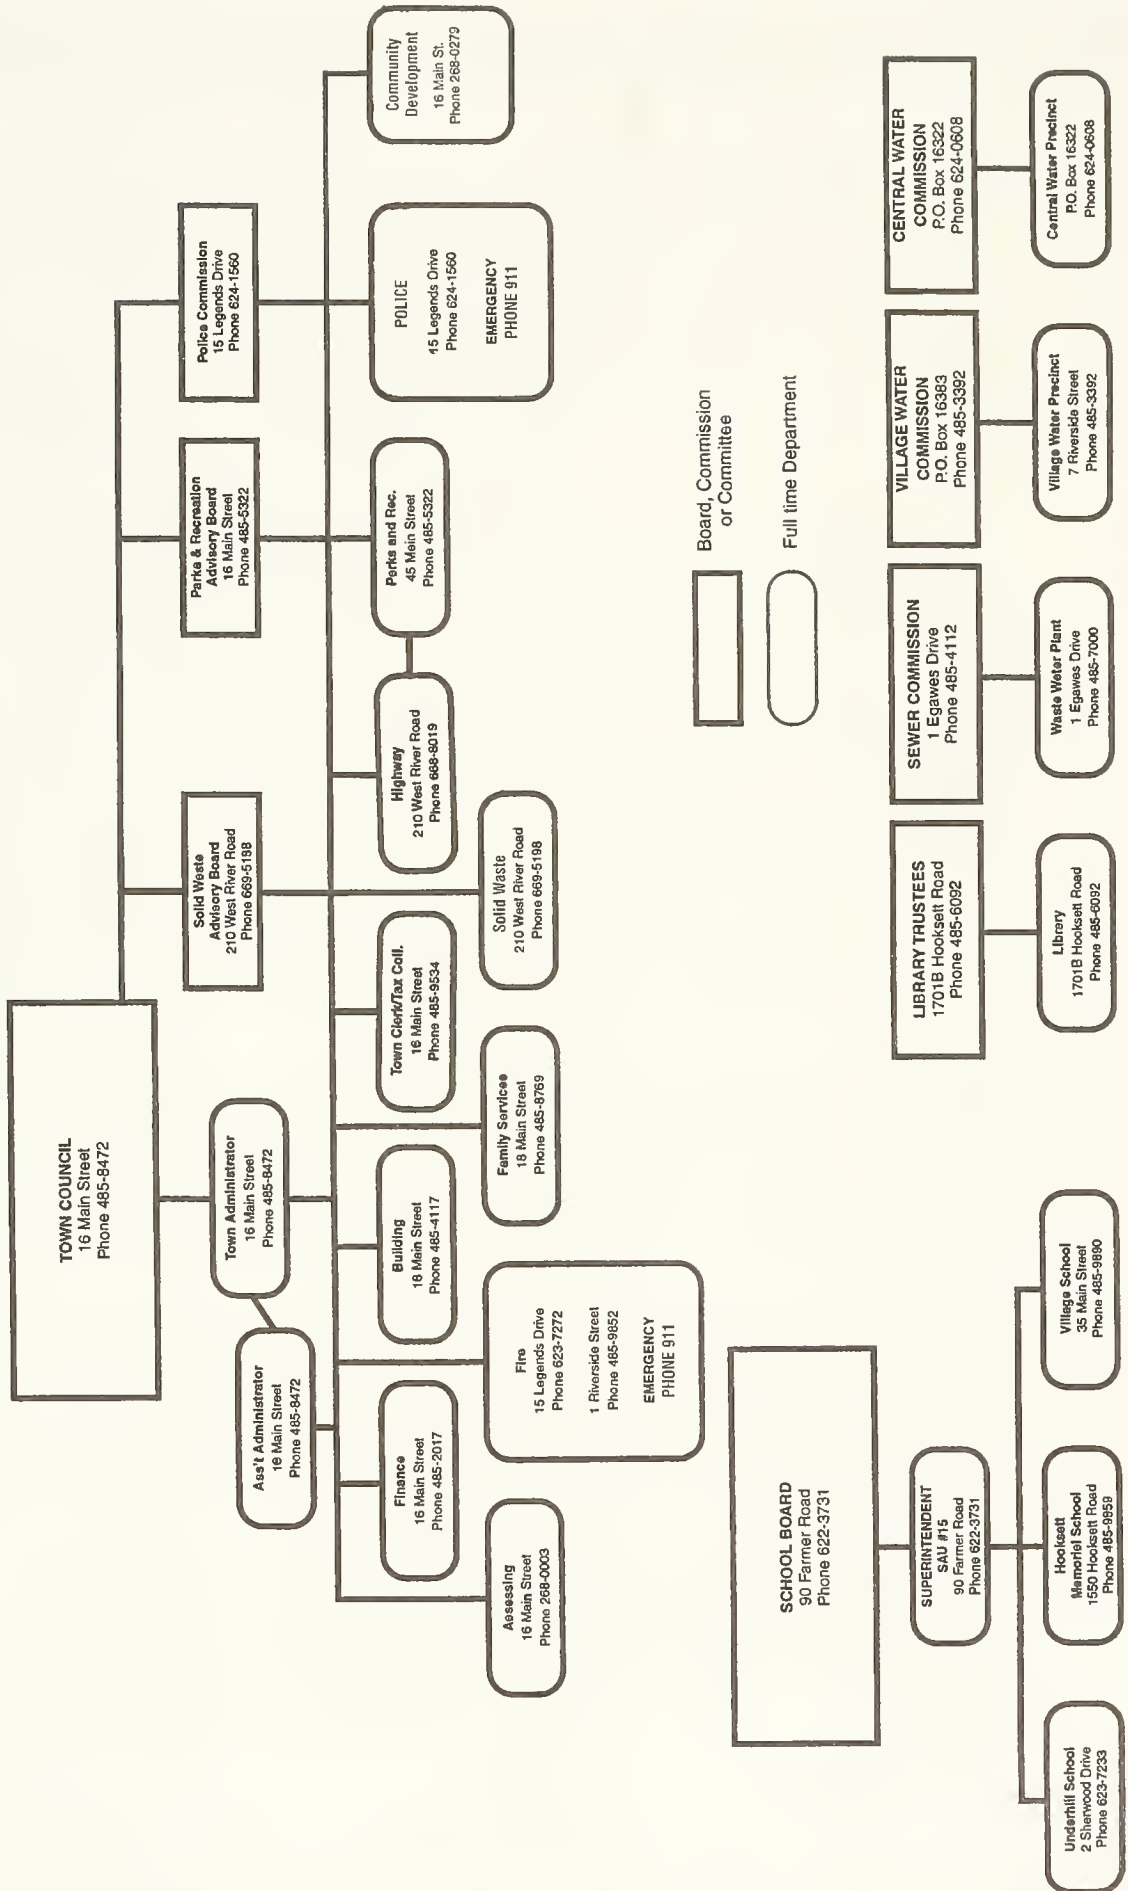 TOWN COUNCIL
16 Main Street
Phone 485-8472
Ass't Administrator
16 Main Street
Phone 485-8472
Town Administrator
16 Main Street
Phone 485-8472
Solid Waste
Advisory Board
210 West River Road
Phone 669-5198
Parks & Recreation
Advisory Board
16 Main Street
Phone 485-5322
Police Commission
15 Legends Drive
Phone 624-1560
Assessing
16 Main Street
Phone 268-0003
Finance
16 Main Street
Phone 485-2017
Fire
15 Legends Drive
Phone 623-7272
1 Riverside Street
Phone 485-9852
EMERGENCY
PHONE 911
Building
16 Main Street
Phone 485-4117
Family Services
16 Main Street
Phone 485-8769
Town Clerk/Tax Coll.
16 Main Street
Phone 485-9534
Solid Waste
210 West River Road
Phone 669-5198
Highway
210 West River Road
Phone 668-8019
Parks and Rec.
45 Main Street
Phone 485-5322
POLICE
15 Legends Drive
Phone 624-1560
EMERGENCY
PHONE 911
Community
Development
16 Main St.
Phone 268-0279
Board, Commission
or Committee
Full time Department
SCHOOL BOARD
90 Farmer Road
Phone 622-3731
SUPERINTENDENT
SAU #15
90 Farmer Road
Phone 622-3731
Underhill School
2 Sherwood Drive
Phone 623-7233
Hooksett
Memorial School
1550 Hooksett Road
Phone 485-9859
Village School
35 Main Street
Phone 485-9890
LIBRARY TRUSTEES
1701B Hooksett Road
Phone 485-6092
Library
1701B Hooksett Road
Phone 485-6092
SEWER COMMISSION
1 Egawes Drive
Phone 485-4112
Waste Water Plant
1 Egawes Drive
Phone 485-7000
VILLAGE WATER
COMMISSION
P.O. Box 16383
Phone 485-3392
Village Water Precinct
7 Riverside Street
Phone 485-3392
CENTRAL WATER
COMMISSION
P.O. Box 16322
Phone 624-0608
Central Water Precinct
P.O. Box 16322
Phone 624-0608